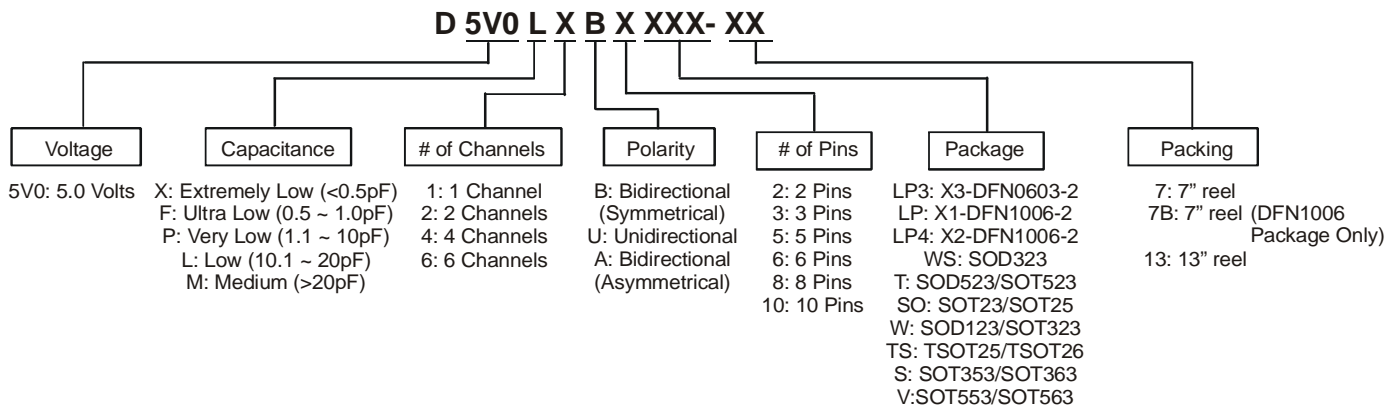 D 5V0 L X B X XXX- XX
Voltage
5V0: 5.0 Volts
Capacitance
X: Extremely Low (<0.5pF)
F: Ultra Low (0.5 ~ 1.0pF)
P: Very Low (1.1 ~ 10pF)
L: Low (10.1 ~ 20pF)
M: Medium (>20pF)
# of Channels
1: 1 Channel
2: 2 Channels
4: 4 Channels
6: 6 Channels
Polarity
B: Bidirectional
(Symmetrical)
U: Unidirectional
A: Bidirectional
(Asymmetrical)
# of Pins
2: 2 Pins
3: 3 Pins
5: 5 Pins
6: 6 Pins
8: 8 Pins
10: 10 Pins
Package
LP3: X3-DFN0603-2
LP: X1-DFN1006-2
LP4: X2-DFN1006-2
WS: SOD323
T: SOD523/SOT523
SO: SOT23/SOT25
W: SOD123/SOT323
TS: TSOT25/TSOT26
S: SOT353/SOT363
V:SOT553/SOT563
Packing
7: 7” reel
7B: 7” reel (DFN1006
Package Only)
13: 13” reel